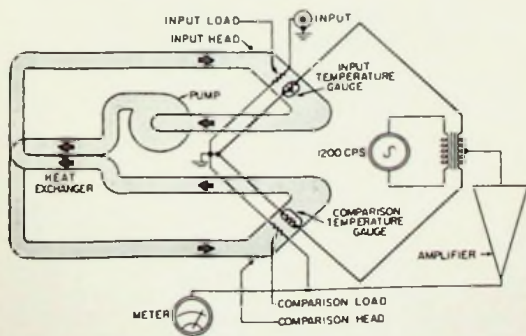 INPUT
INPUT LOAD
INPUT HEAD
INPUT
TEMPERATURE
GAUGE
PUMP
1200 CPS
HEAT
EXCHANGER
COMPARISON
TEMPERATURE
GAUGE
AMPLIFIER
METER
COMPARISON LOAD
COMPARISON HEAD